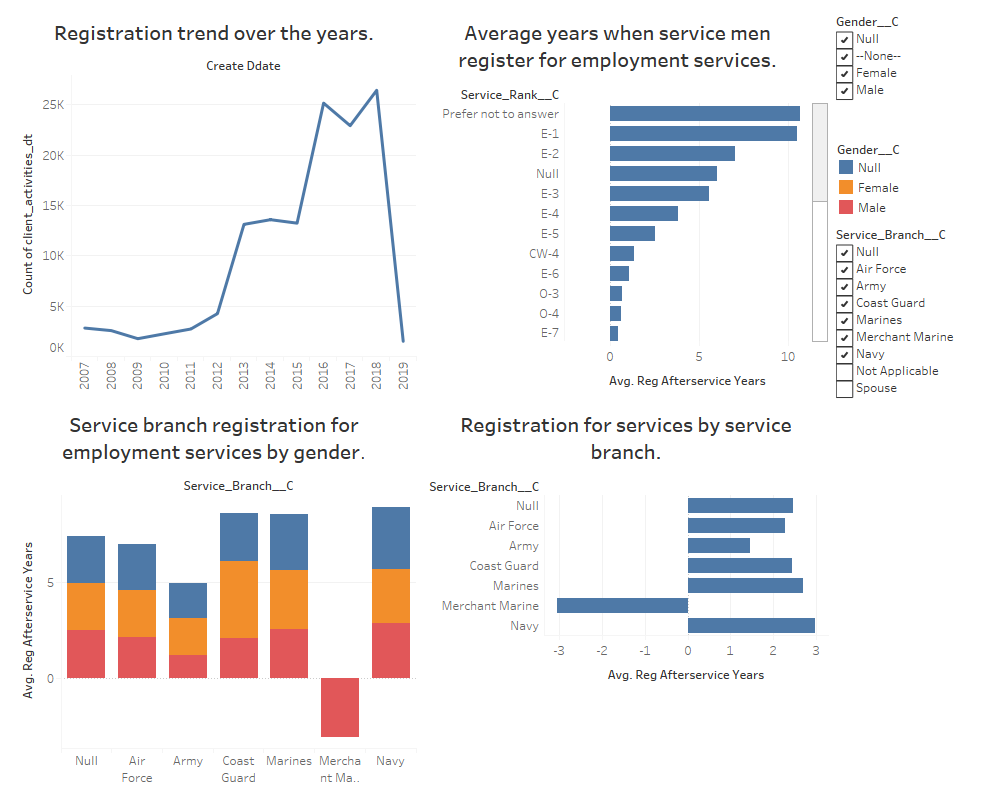 Registration trend over the years.
Create Ddate
Count of client_activities_dt
25K
20K
15K
10K
5K
0K
2007
2008
2009
2010
2011
2012
2013
2014
2015
2016
2017
2018
2019
Average years when service men
register for employment services.
Service_Rank__C
Prefer not to answer
E-1
E-2
Null
E-3
E-4
E-5
CW-4
E-6
O-3
O-4
E-7
0
5
10
Avg. Reg Afterservice Years
Gender__C
Null
--None--
Female
Male
Gender__C
Null
Female
Male
Service_Branch__C
Null
Air Force
Army
Coast Guard
Marines
Merchant Marine
Navy
Not Applicable
Spouse
Service branch registration for
employment services by gender.
Service_Branch__C
Avg. Reg Afterservice Years
5
0
Null
Air
Force
Army
Coast
Guard
Marines
Mercha
nt Ma..
Navy
Registration for services by service
branch.
Service_Branch__C
Null
Air Force
Army
Coast Guard
Marines
Merchant Marine
Navy
-3
-2
-1
0
1
2
3
Avg. Reg Afterservice Years